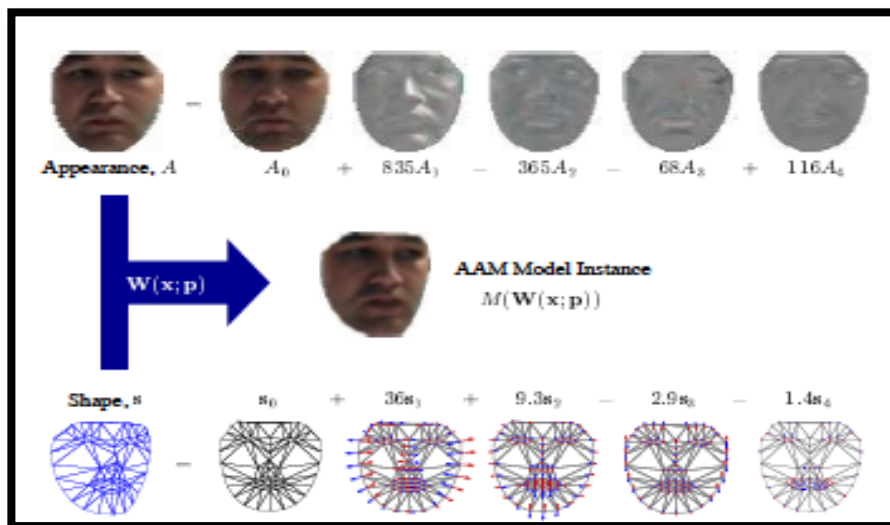 −
Appearance, A A₀ + 835A₁ − 365A₂ − 68A₃ + 116A₄
W(x; p)
AAM Model Instance
M(W(x; p))
Shape, s s₀ + 36s₁ + 9.3s₂ − 2.9s₃ − 1.4s₄
−